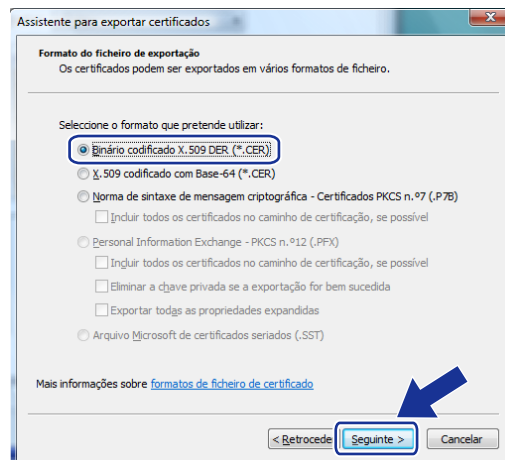 Assistente para exportar certificados
Formato do ficheiro de exportação
Os certificados podem ser exportados em vários formatos de ficheiro.
Seleccione o formato que pretende utilizar:
Binário codificado X.509 DER (*.CER)
X.509 codificado com Base-64 (*.CER)
Norma de sintaxe de mensagem criptográfica - Certificados PKCS n.º7 (.P7B)
Incluir todos os certificados no caminho de certificação, se possível
Personal Information Exchange - PKCS n.º12 (.PFX)
Incluir todos os certificados no caminho de certificação, se possível
Eliminar a chave privada se a exportação for bem sucedida
Exportar todas as propriedades expandidas
Arquivo Microsoft de certificados seriados (.SST)
Mais informações sobre formatos de ficheiro de certificado
< Retrocede Seguinte > Cancelar